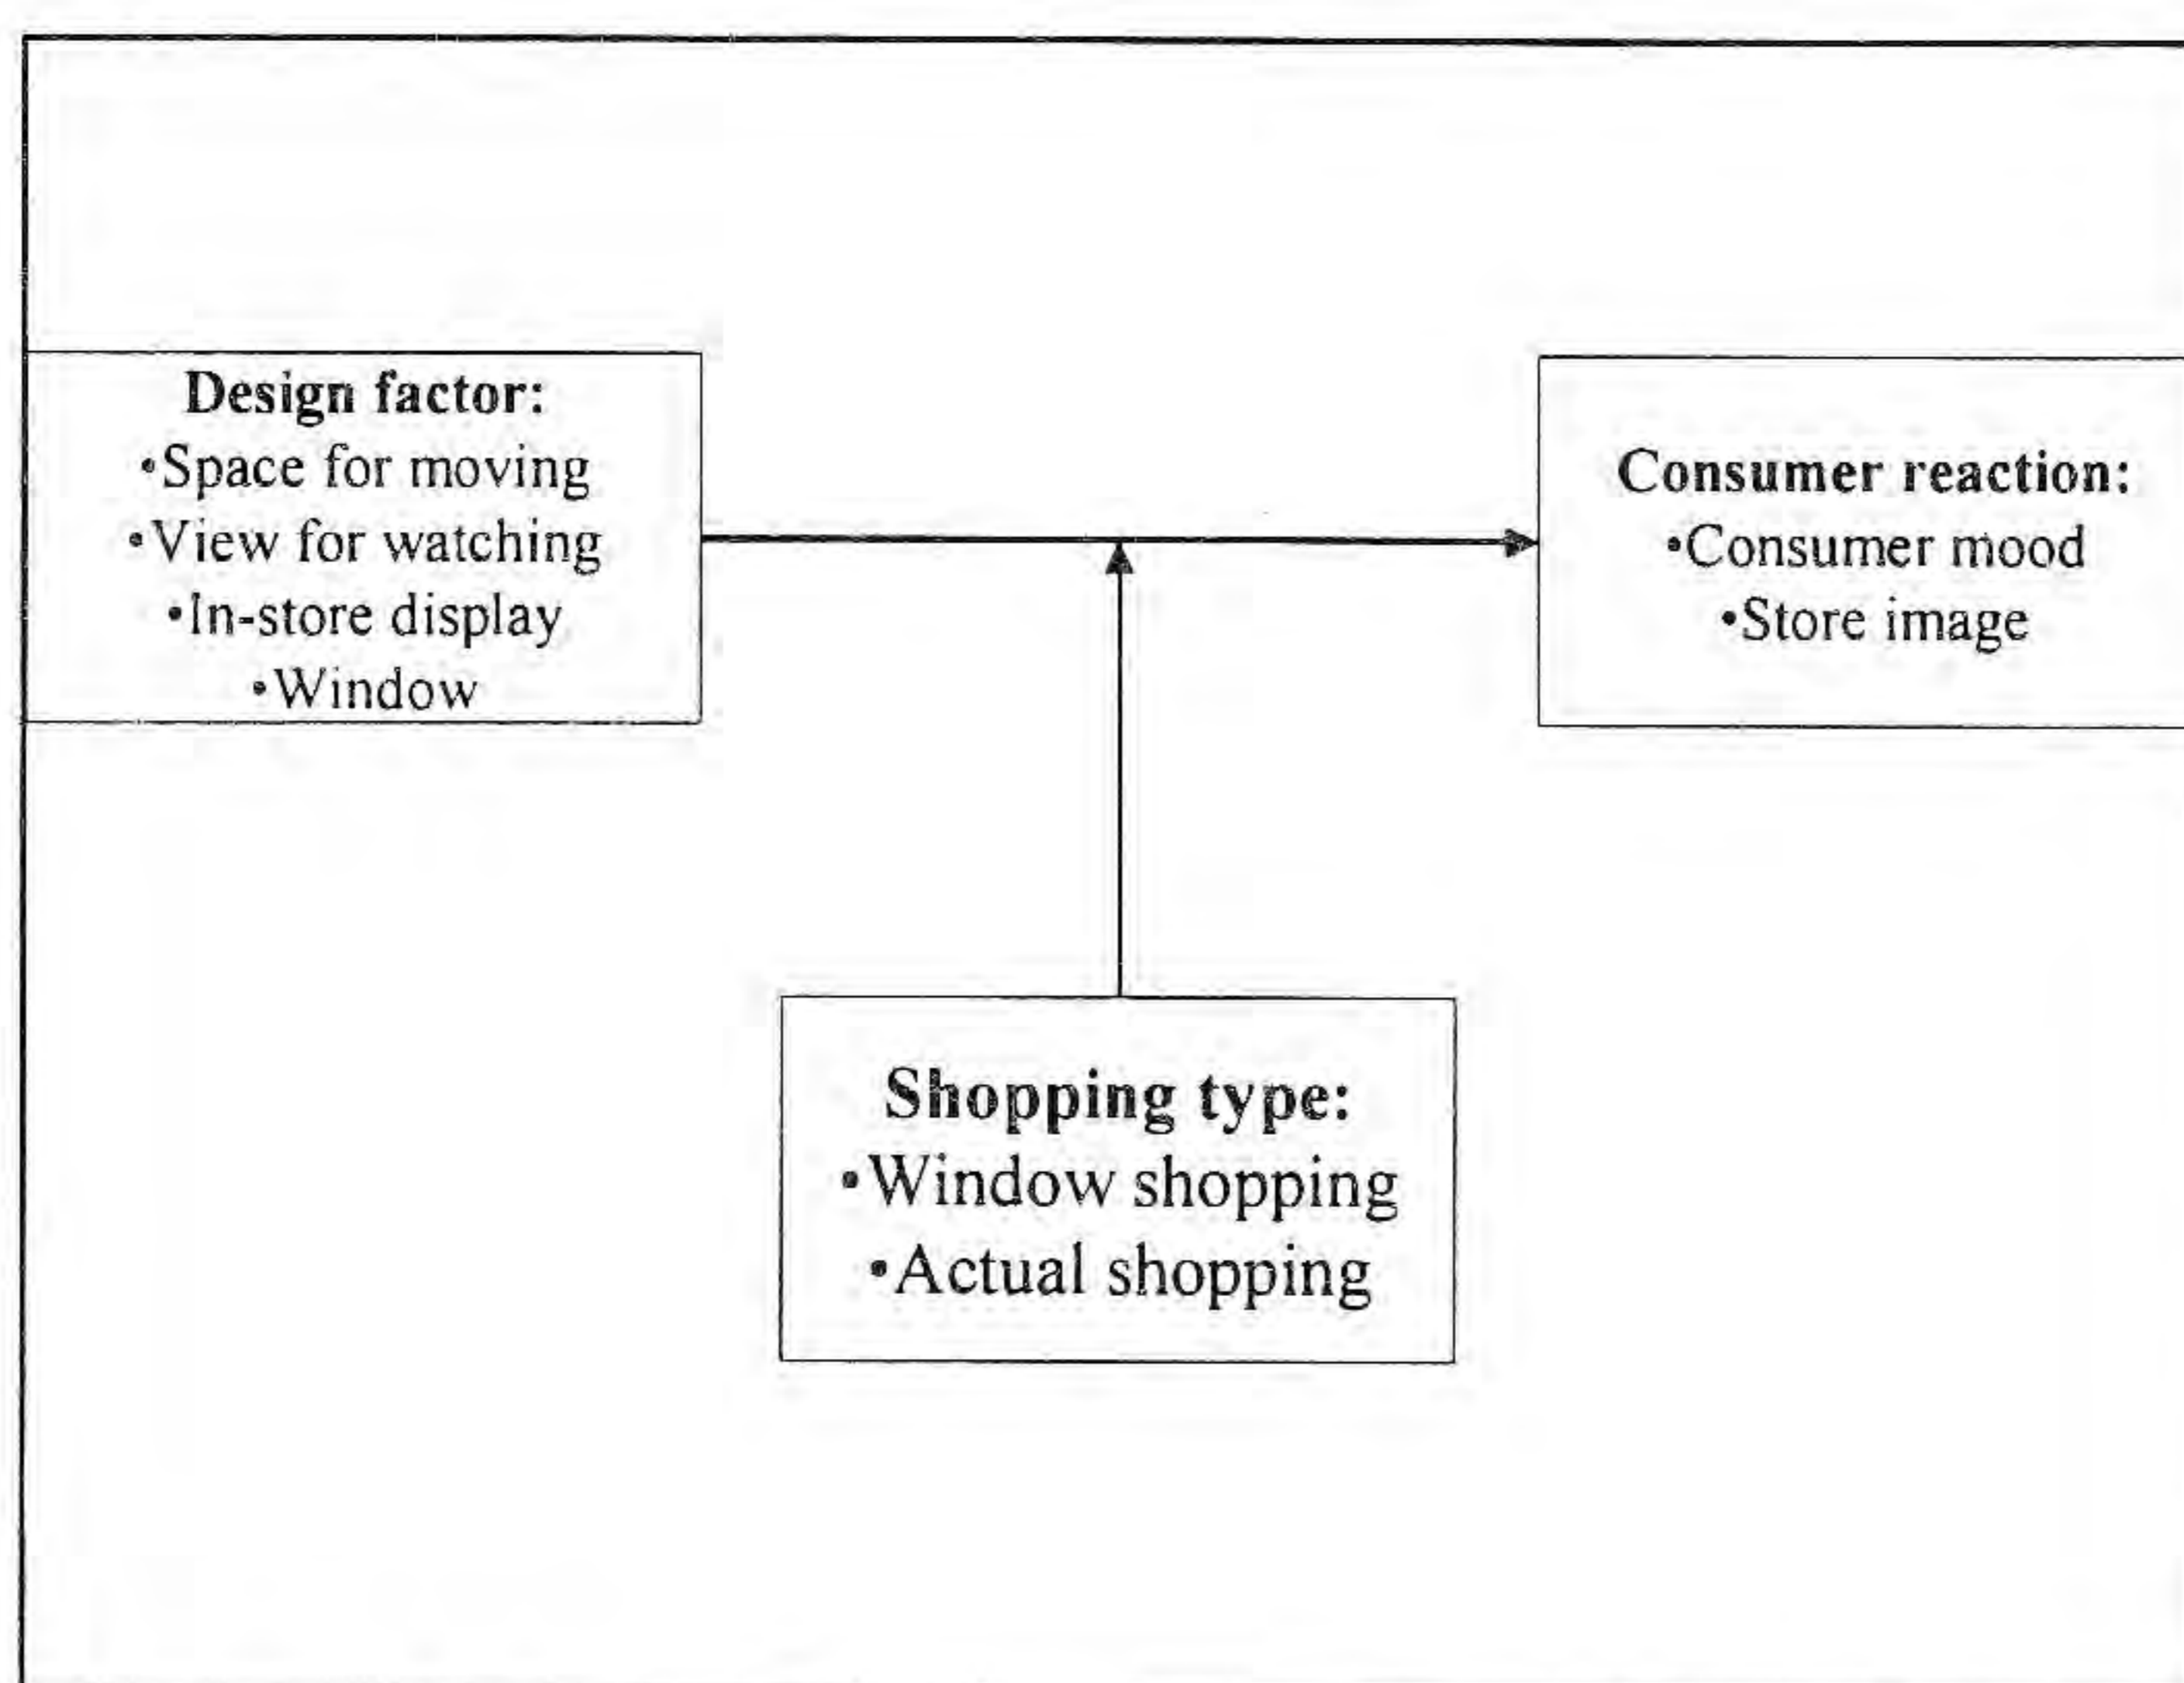 Design factor:
•Space for moving
•View for watching
•In-store display
•Window
Consumer reaction:
•Consumer mood
•Store image
Shopping type:
•Window shopping
•Actual shopping